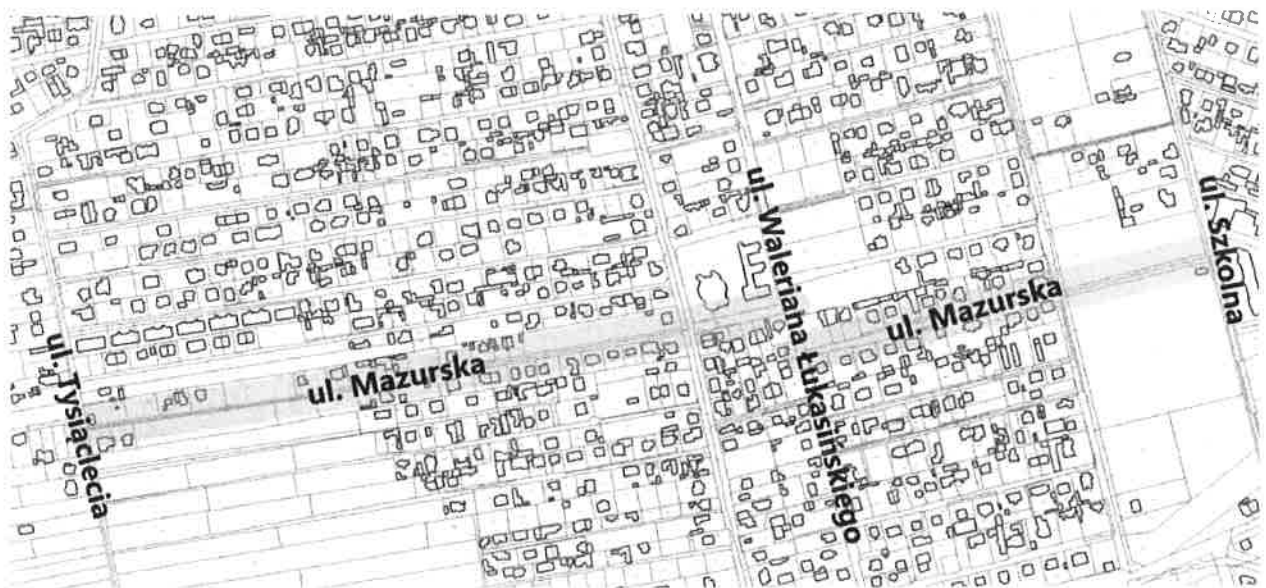 ul. Tysiąclecia
ul. Mazurska
ul. Waleriana Łukasińskiego
ul. Mazurska
ul. Szkolna